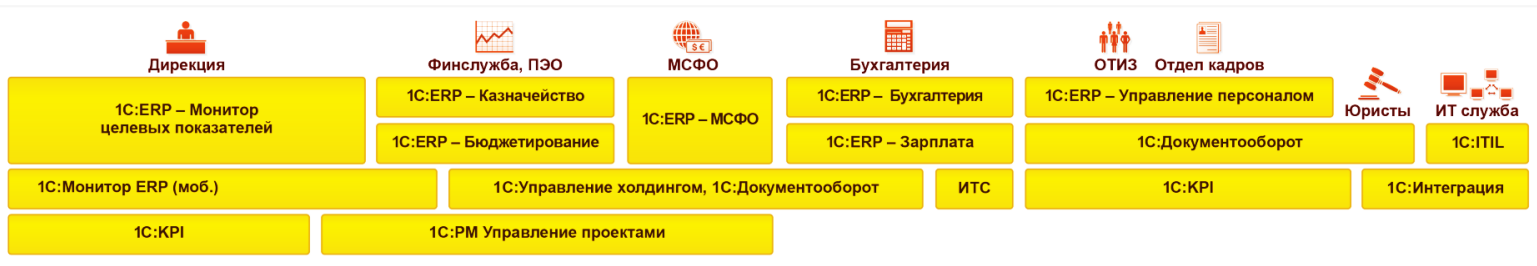 Дирекция
Финслужба, ПЭО
МСФО
Бухгалтерия
ОТИЗ
Отдел кадров
Юристы
ИТ служба
1С:ERP – Монитор
целевых показателей
1С:ERP – Казначейство
1С:ERP – Бюджетирование
1С:ERP – МСФО
1С:ERP – Бухгалтерия
1С:ERP – Зарплата
1С:ERP – Управление персоналом
1С:Документооборот
1С:ITIL
1С:Монитор ERP (моб.)
1С:Управление холдингом, 1С:Документооборот
ИТС
1С:KPI
1С:Интеграция
1С:KPI
1С:PM Управление проектами